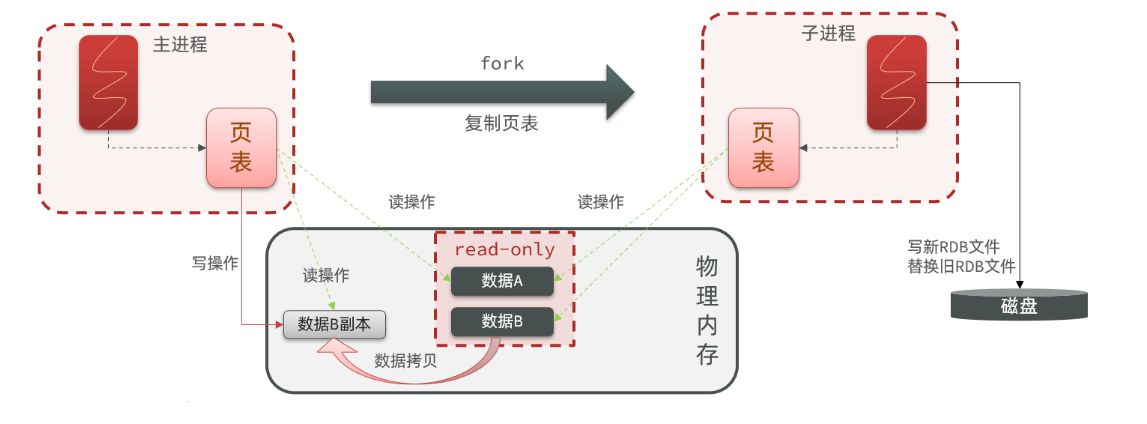 主进程
页
表
fork
复制页表
子进程
页
表
读操作
读操作
写操作
读操作
read-only
数据A
数据B
数据B副本
数据拷贝
物
理
内
存
写新RDB文件
替换旧RDB文件
磁盘